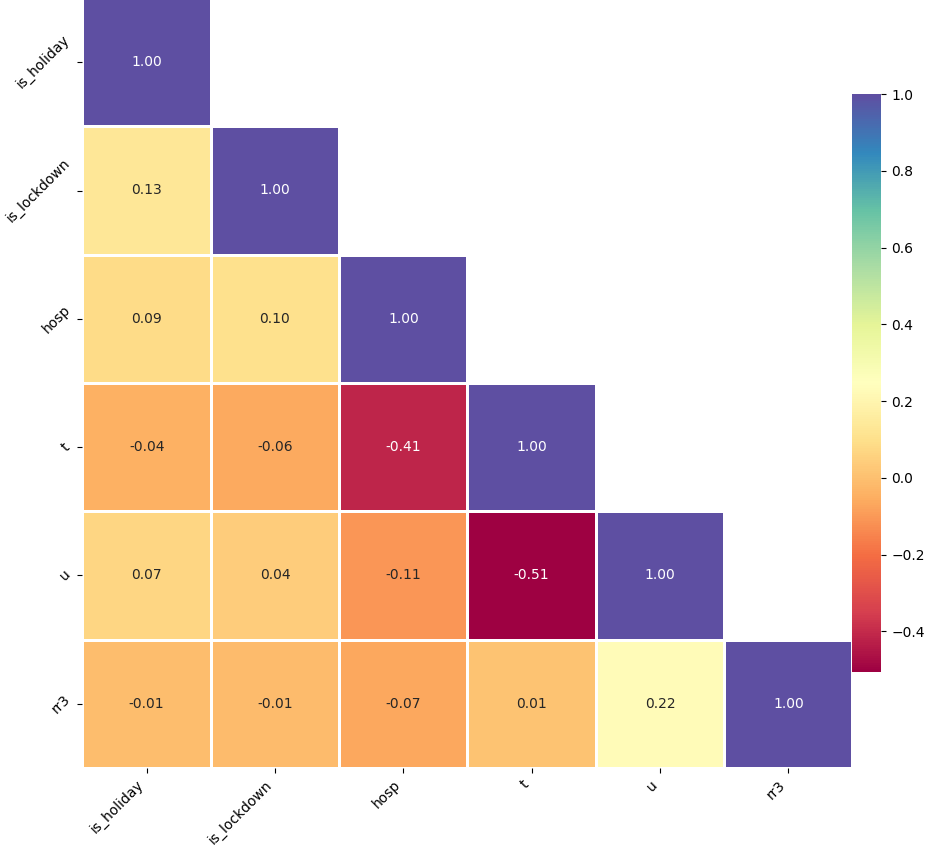 is_holiday
1.00
is_lockdown
0.13 1.00
hosp
0.09 0.10 1.00
t
-0.04 -0.06 -0.41 1.00
u
0.07 0.04 -0.11 -0.51 1.00
rr3
-0.01 -0.01 -0.07 0.01 0.22 1.00
is_holiday is_lockdown hosp t u rr3
1.0
0.8
0.6
0.4
0.2
0.0
−0.2
−0.4